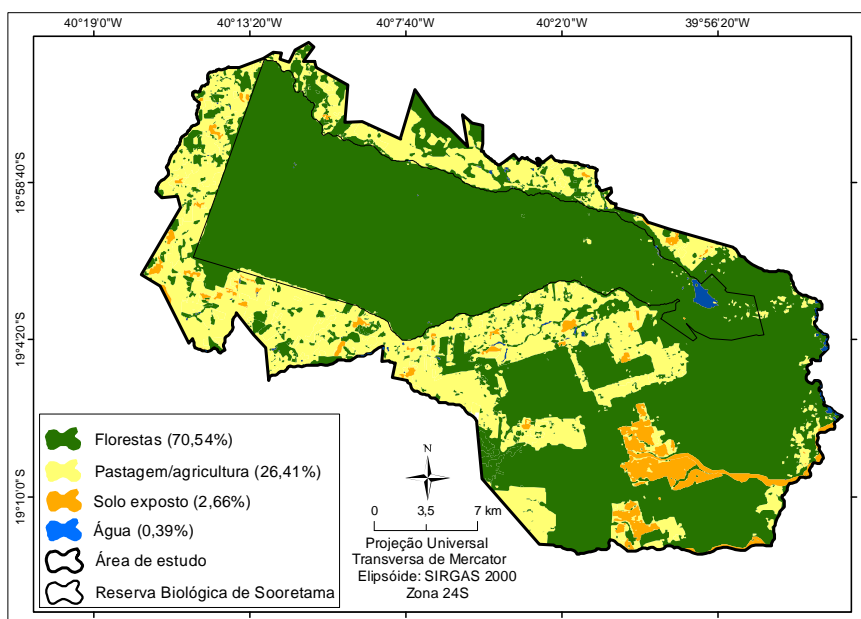 40°19'0"W 40°13'20"W 40°7'40"W 40°2'0"W 39°56'20"W
18°58'40"S
19°4'20"S
19°10'0"S
Florestas (70,54%)
Pastagem/agricultura (26,41%)
Solo exposto (2,66%)
Água (0,39%)
Área de estudo
Reserva Biológica de Sooretama
N
0 3,5 7 km
Projeção Universal
Transversa de Mercator
Elipsóide: SIRGAS 2000
Zona 24S